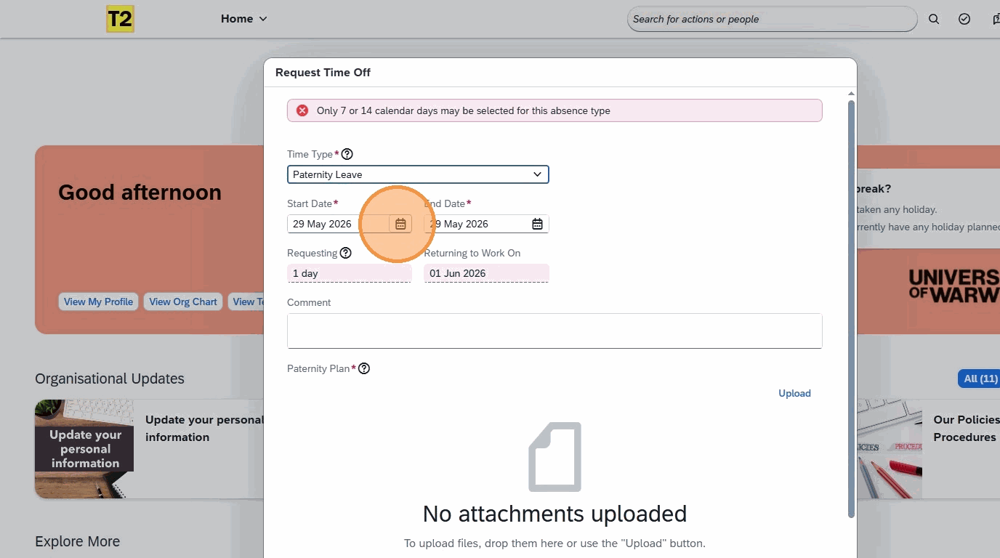 T2
Home
Search for actions or people
Request Time Off
Only 7 or 14 calendar days may be selected for this absence type
Time Type*
Paternity Leave
Start Date*
End Date*
29 May 2026
29 May 2026
Requesting
Returning to Work On
1 day
01 Jun 2026
Comment
Paternity Plan*
Upload
No attachments uploaded
To upload files, drop them here or use the "Upload" button.
Good afternoon
View My Profile
View Org Chart
View Te
break?
taken any holiday.
rrently have any holiday planned
UNIVERS
OF WARW
Organisational Updates
All (11)
Update your personal
information
Update your
personal
information
Our Policies
Procedures
Explore More